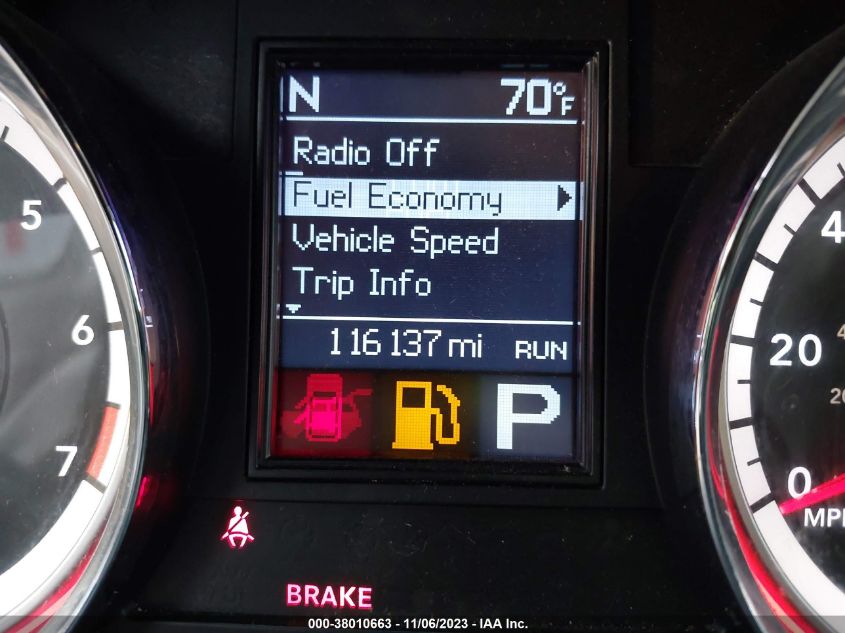 N 70°F
Radio Off
Fuel Economy
Vehicle Speed
Trip Info
116137 mi RUN
P
5
6
7
4
20
0
MP
BRAKE
000-38010663 - 11/06/2023 - IAA Inc.